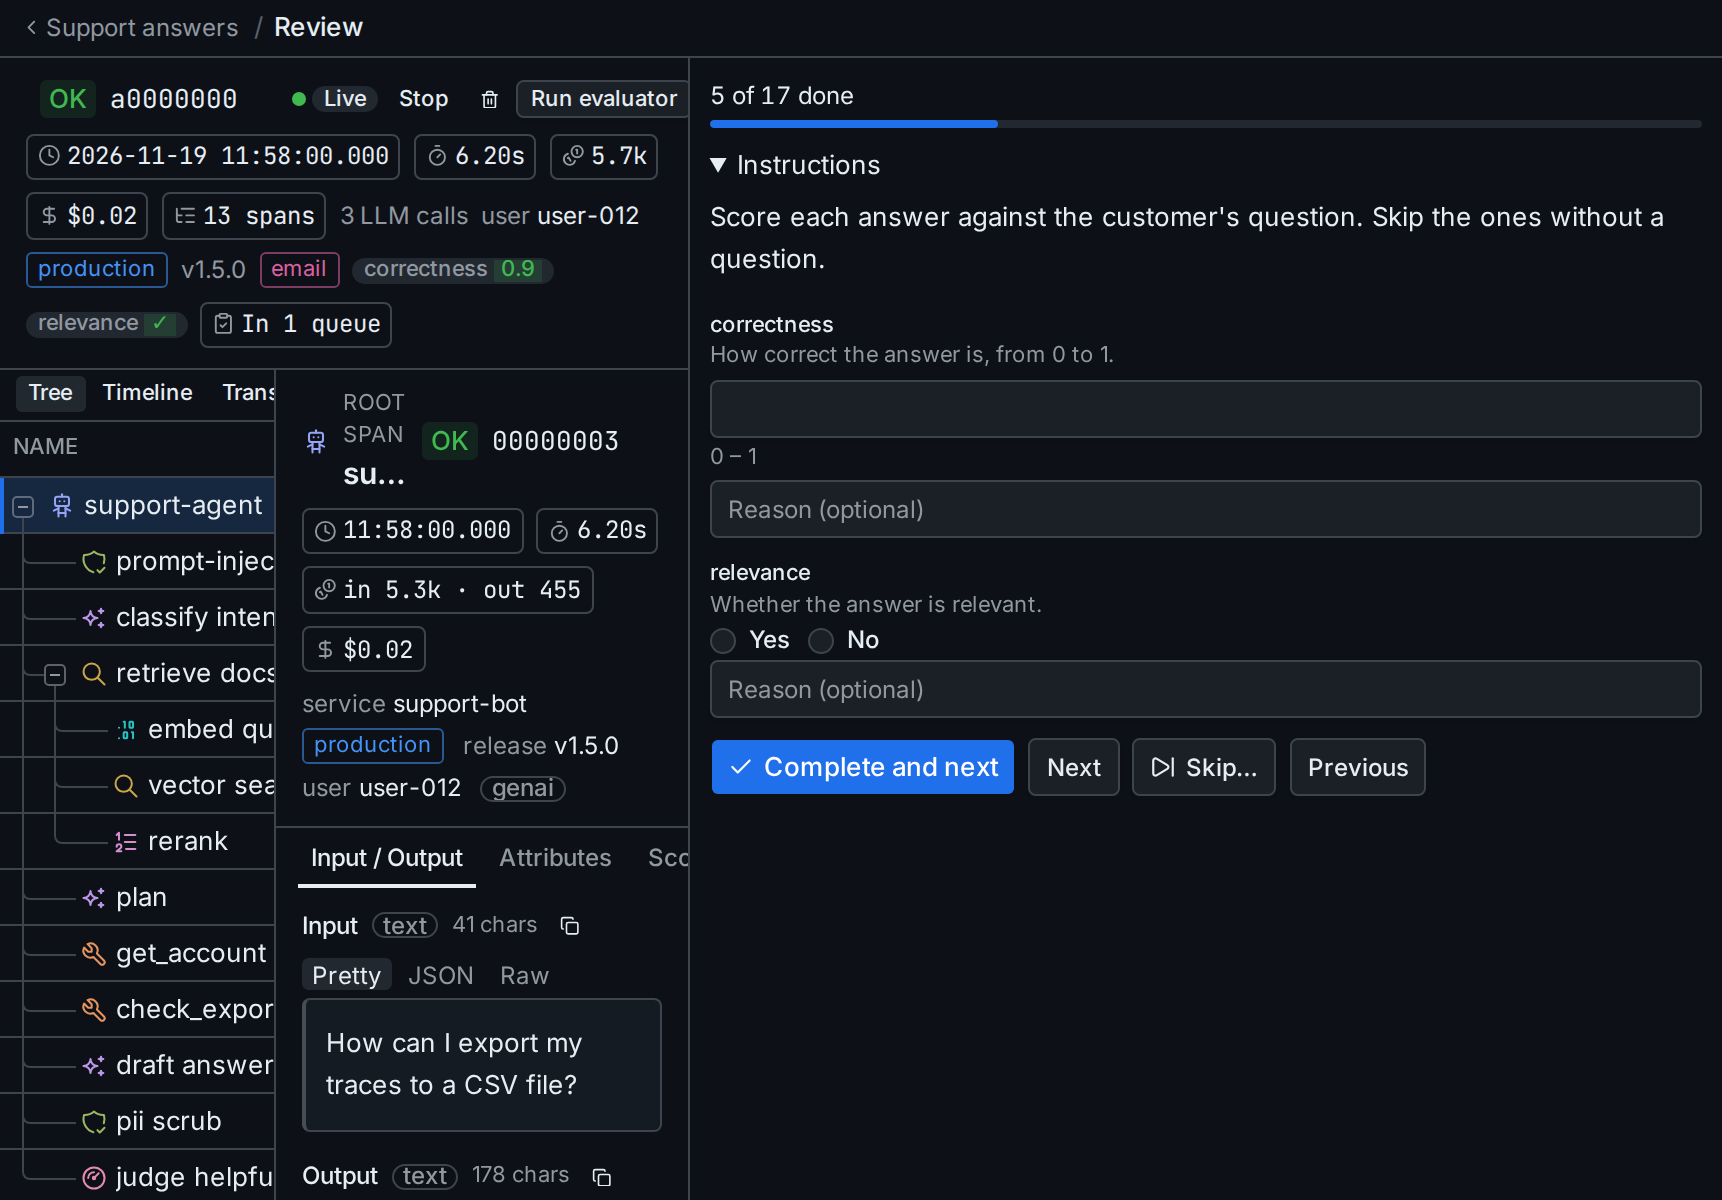 Support answers / Review
OK a0000000 Live Stop Run evaluator
2026-11-19 11:58:00.000 6.20s 5.7k
$0.02 13 spans 3 LLM calls user user-012
production v1.5.0 email correctness 0.9
relevance ✓ In 1 queue
Tree Timeline Trans
NAME
support-agent
prompt-injec
classify inten
retrieve docs
embed qu
vector sea
rerank
plan
get_account
check_expor
draft answer
pii scrub
judge helpfu
ROOT
SPAN OK 00000003
su...
11:58:00.000 6.20s
in 5.3k · out 455
$0.02
service support-bot
production release v1.5.0
user user-012 genai
Input / Output Attributes Sco
Input text 41 chars
Pretty JSON Raw
How can I export my
traces to a CSV file?
Output text 178 chars
5 of 17 done
Instructions
Score each answer against the customer's question. Skip the ones without a
question.
correctness
How correct the answer is, from 0 to 1.
0 – 1
Reason (optional)
relevance
Whether the answer is relevant.
Yes No
Reason (optional)
Complete and next Next Skip... Previous